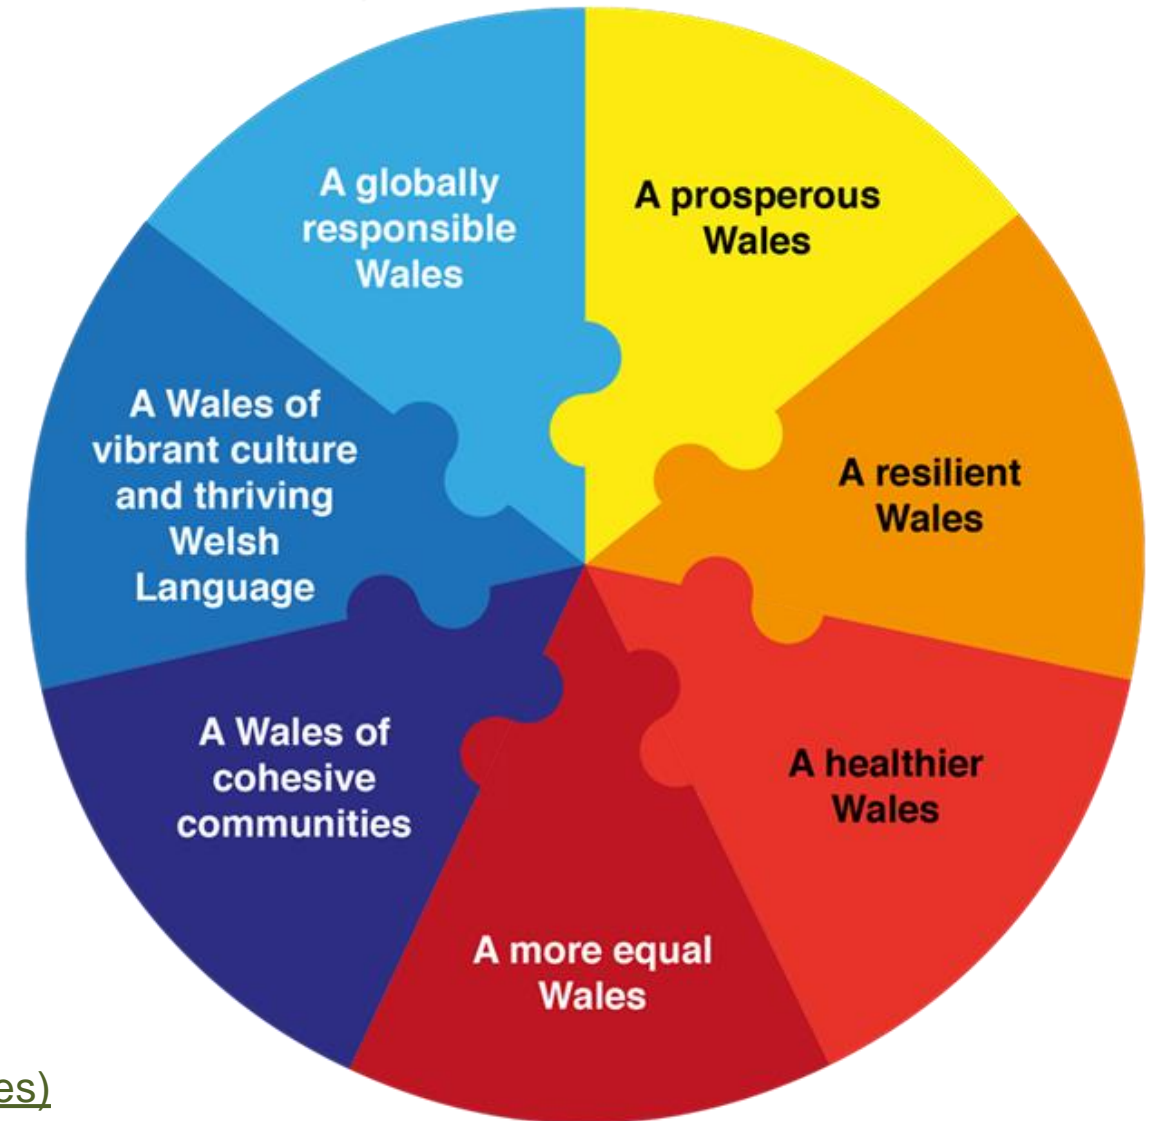 A globally
responsible
Wales
A prosperous
Wales
A Wales of
vibrant culture
and thriving
Welsh
Language
A resilient
Wales
A Wales of
cohesive
communities
A healthier
Wales
A more equal
Wales
es)